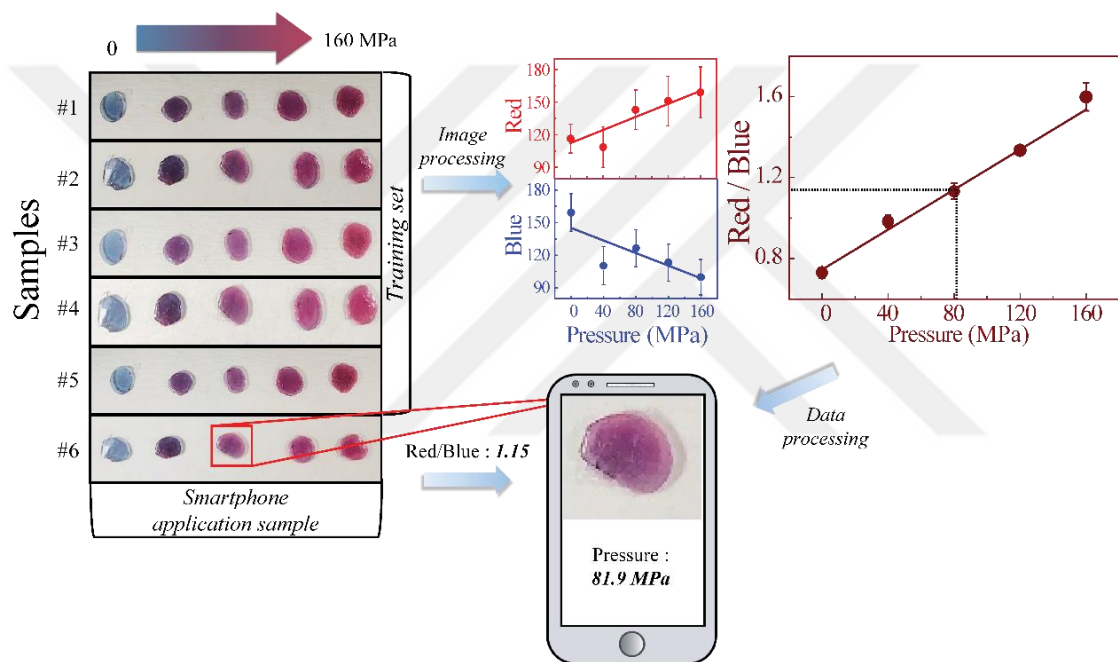 0
160 MPa
Samples
#1
#2
#3
#4
#5
#6
Training set
Smartphone
application sample
Image
processing
Red
180
150
120
90
Blue
180
150
120
90
0 40 80 120 160
Pressure (MPa)
Red / Blue
1.6
1.2
0.8
0 40 80 120 160
Pressure (MPa)
Data
processing
Red/Blue : 1.15
Pressure :
81.9 MPa